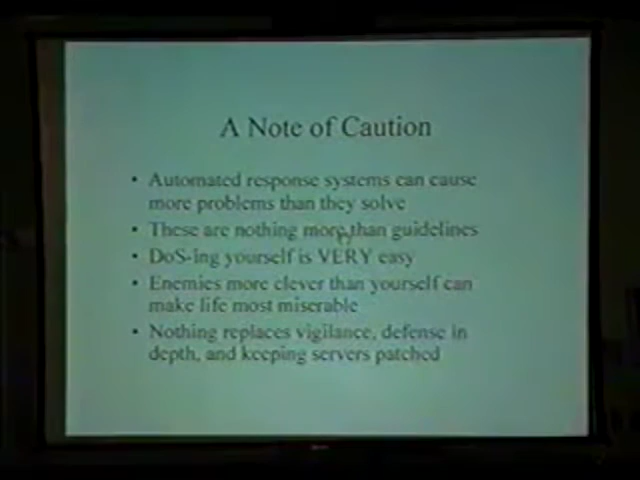 A Note of Caution
• Automated response systems can cause
more problems than they solve
• These are nothing more than guidelines
• DoS-ing yourself is VERY easy
• Enemies more clever than yourself can
make life most miserable
• Nothing replaces vigilance, defense in
depth, and keeping servers patched